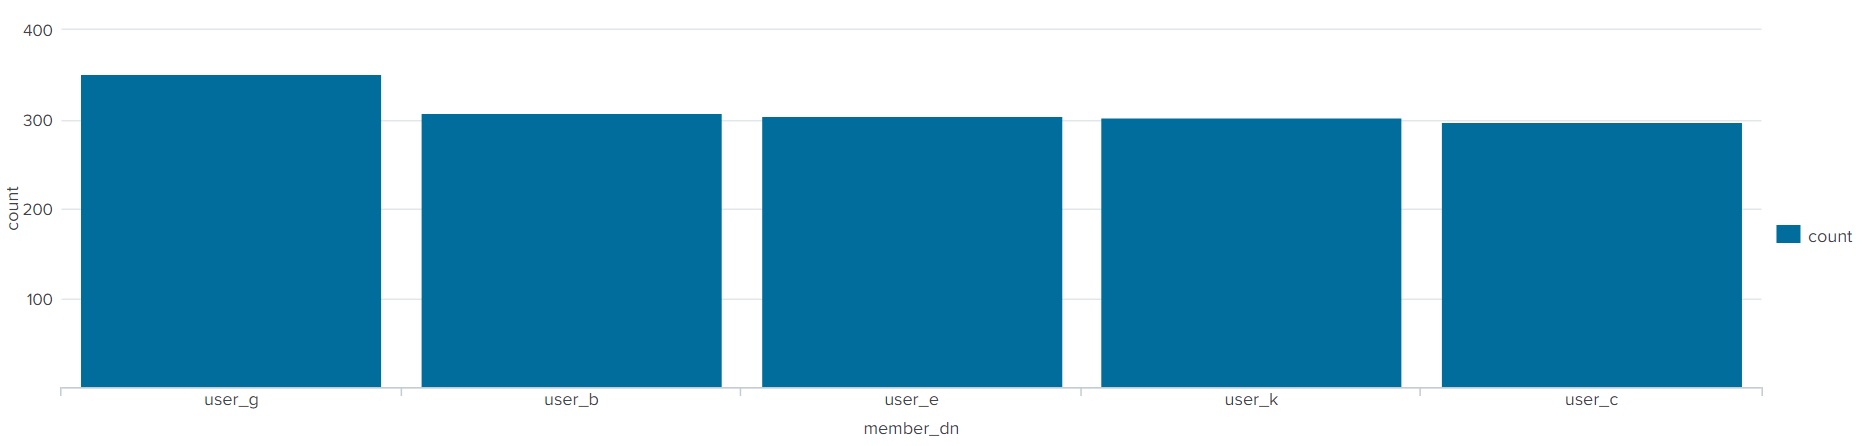 400
300
200
100
count
user_g
user_b
user_e
user_k
user_c
member_dn
count